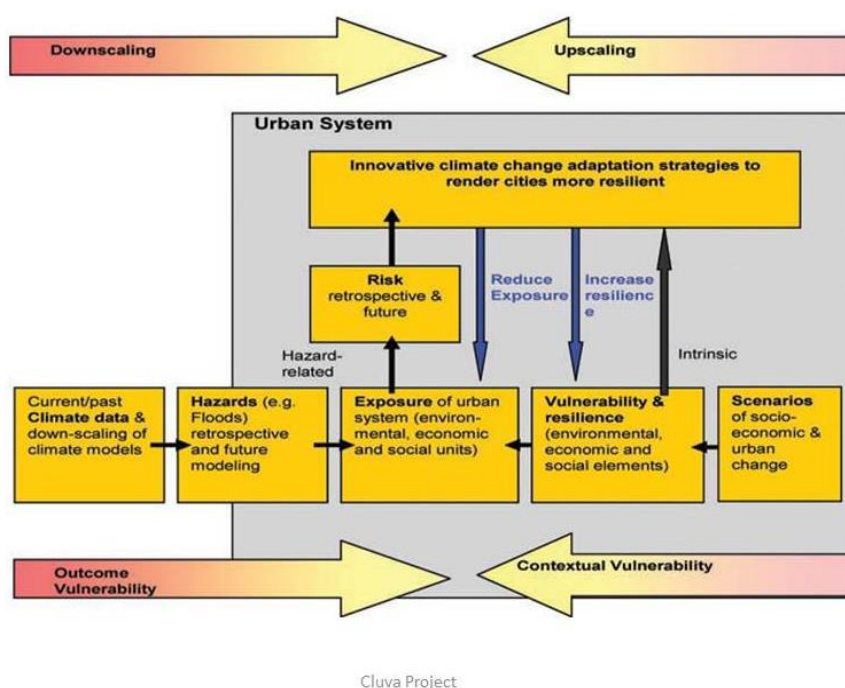 Downscaling
Upscaling
Urban System
Innovative climate change adaptation strategies to
render cities more resilient
Risk
retrospective &
future
Reduce
Exposure
Increase
resilienc
e
Hazard-
related
Intrinsic
Current/past
Climate data &
down-scaling of
climate models
Hazards (e.g.
Floods)
retrospective
and future
modeling
Exposure of urban
system (environ-
mental, economic
and social units)
Vulnerability &
resilience
(environmental,
economic and
social elements)
Scenarios
of socio-
economic &
urban
change
Outcome
Vulnerability
Contextual Vulnerability
Cluva Project